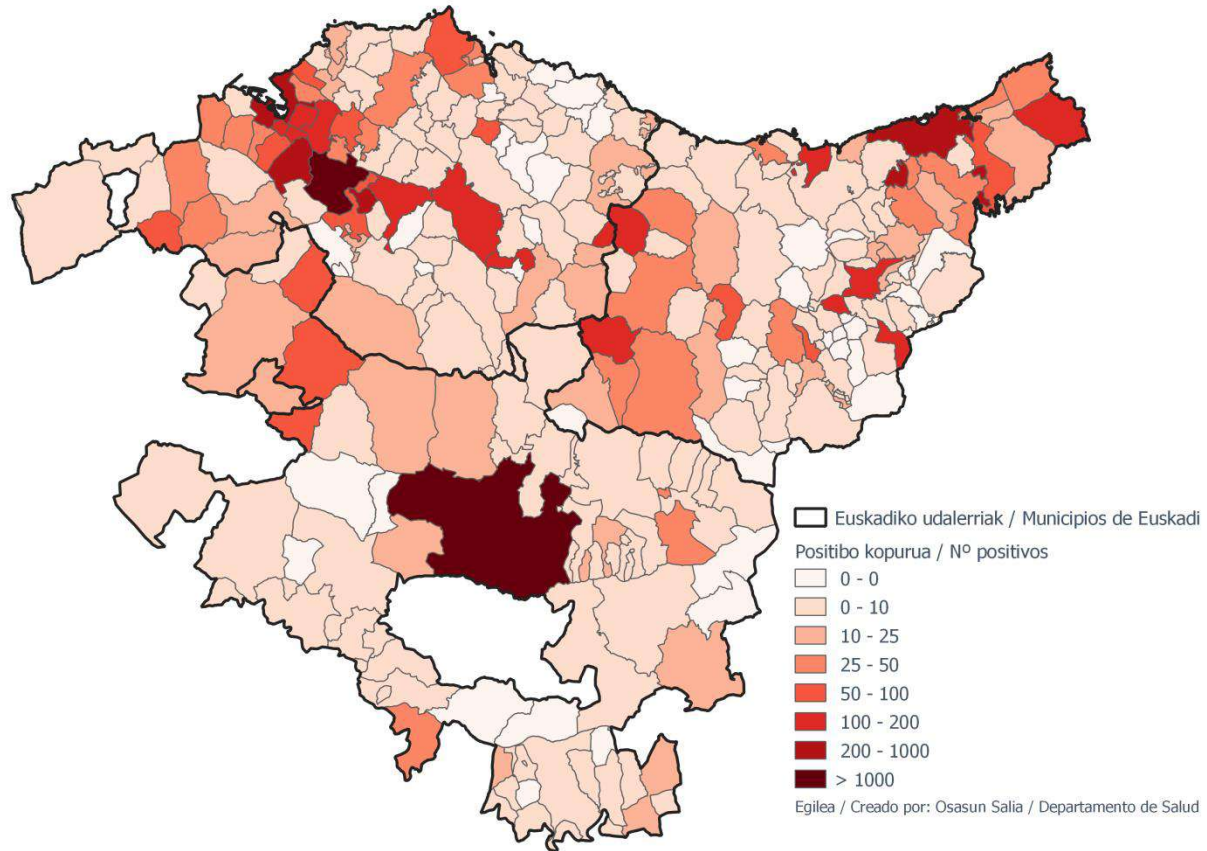 Euskadiko udalerriak / Municipios de Euskadi
Positibo kopurua / Nº positivos
0 - 0
0 - 10
10 - 25
25 - 50
50 - 100
100 - 200
200 - 1000
> 1000
Egilea / Creado por: Osasun Salia / Departamento de Salud